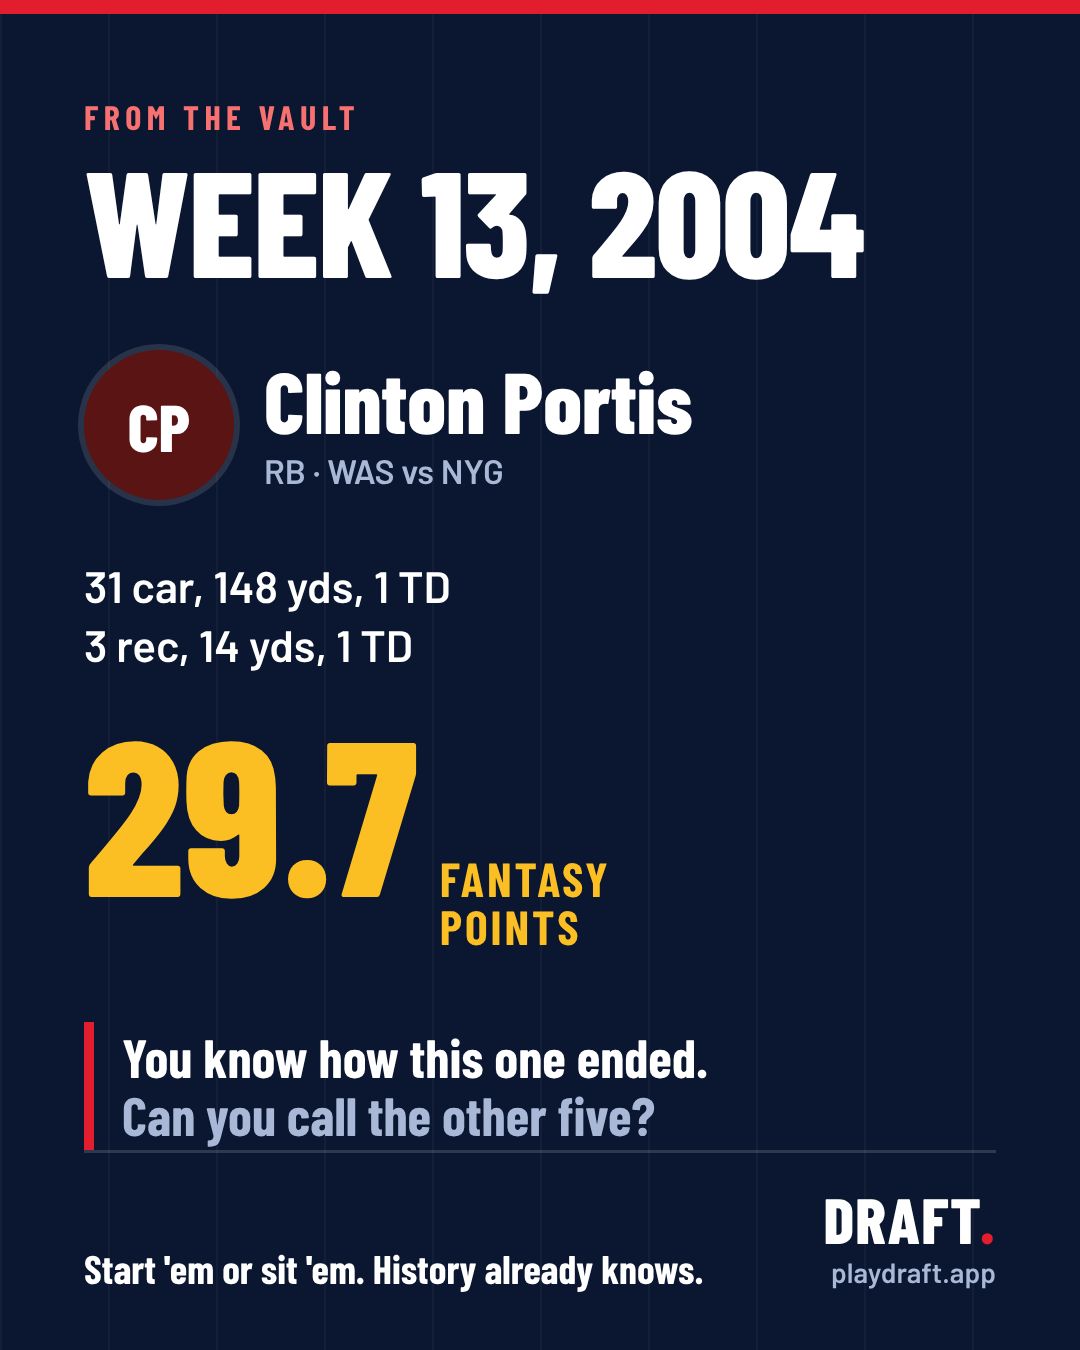 FROM THE VAULT
WEEK 13, 2004
CP
Clinton Portis
RB · WAS vs NYG
31 car, 148 yds, 1 TD
3 rec, 14 yds, 1 TD
29.7
FANTASY
POINTS
You know how this one ended.
Can you call the other five?
DRAFT.
Start 'em or sit 'em. History already knows.
playdraft.app